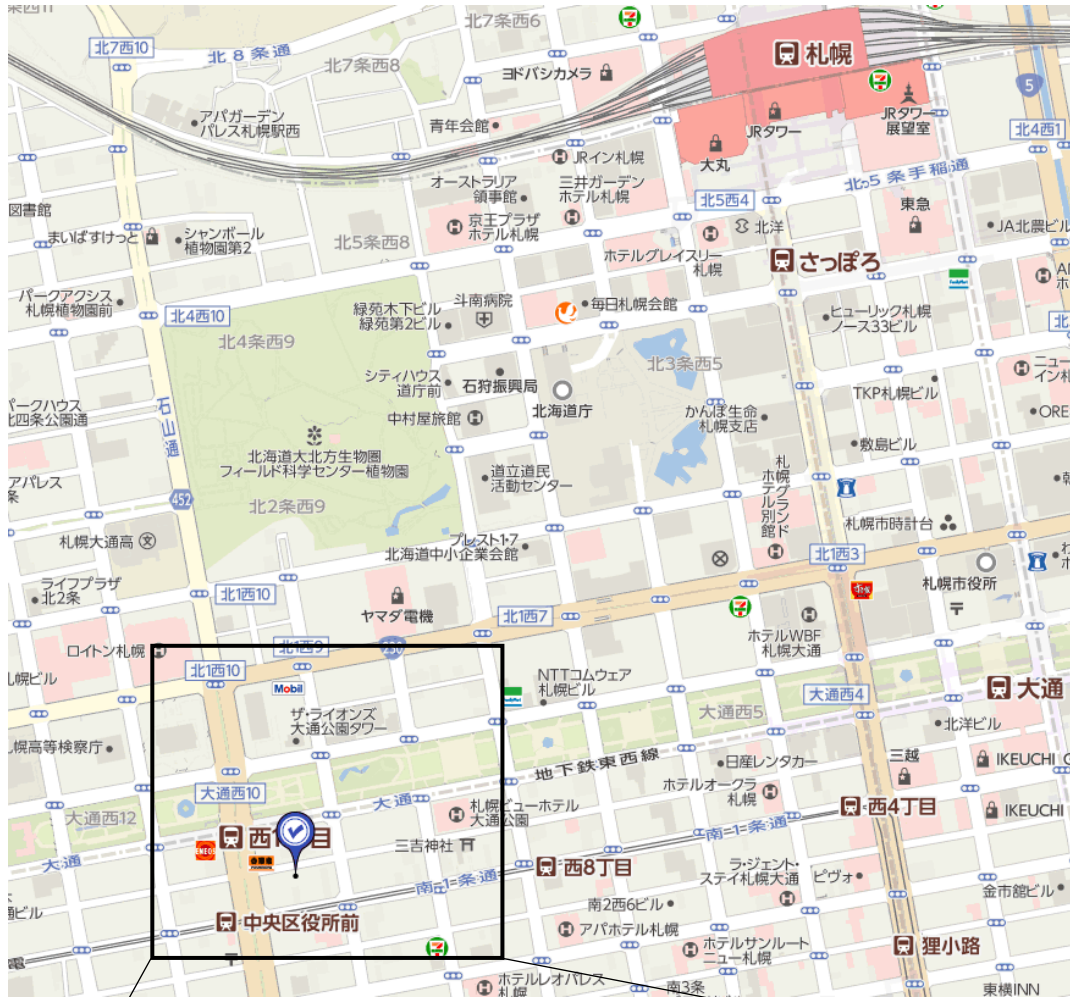 北7西6
北7西10
北8条通
北7条西8
ヨドバシカメラ
札幌
5
アパガーデン
パレス札幌駅西
青年会館
JRタワー
JRタワー
展望室
北4西1
大丸
JRイン札幌
オーストラリア
領事館
三井ガーデン
ホテル札幌
北5西4
北5条手稲通
図書館
まいばすけっと
シャンボール
植物園第2
北5条西8
京王プラザ
ホテル札幌
北洋
東急
JA北農ビル
ホテルグレイスリー
札幌
さっぽろ
パークアクシス
札幌植物園前
北4西10
緑苑木下ビル
緑苑第2ビル
斗南病院
毎日札幌会館
FamilyMart
ヒューリック札幌
ノース33ビル
北4条西9
北3条西5
シティハウス
道庁前
石狩振興局
北海道庁
TKP札幌ビル
パークハウス
北四条公園通
石山通
中村屋旅館
かんぽ生命
札幌支店
敷島ビル
北海道大北方生物圏
フィールド科学センター植物園
道立道民
活動センター
札幌グランド
ホテル別館
アパレス
452
北2条西9
札幌大通高
プレスト1・7
北海道中小企業会館
札幌市時計台
北1西3
札幌市役所
ライフプラザ
北2条
北1西10
ヤマダ電機
北1西7
すき家
ロイトン札幌
北1西9
230
ホテルWBF
札幌大通
北1西10
Mobil
NTTコムウェア
札幌ビル
FamilyMart
大通西4
大通
ザ・ライオンズ
大通公園タワー
大通西5
北洋ビル
札幌高等検察庁
地下鉄東西線
日産レンタカー
三越
大通西10
大通
ホテルオークラ
札幌
大通西12
札幌ビューホテル
大通公園
西4丁目
IKEUCHI
西1 目
三吉神社
南1条通
ENEOS
大通
西8丁目
ラ・ジェント・
ステイ札幌大通
ピヴォ
金市舘ビル
南1条通
南2西6ビル
中央区役所前
アパホテル札幌
ホテルサンルート
ニュー札幌
狸小路
ホテルレオパレス
札幌
南3条
東横INN